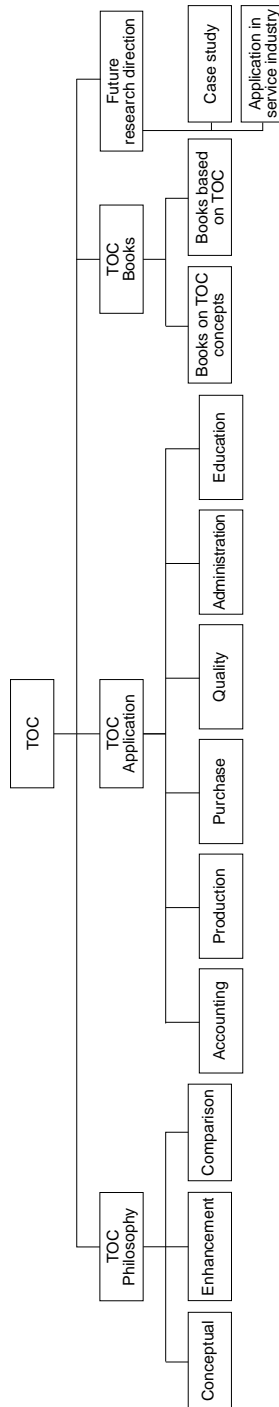 TOC
TOC
Philosophy
TOC
Application
TOC
Books
Future
research direction
Conceptual
Enhancement
Comparison
Accounting
Production
Purchase
Quality
Administration
Education
Books on TOC
concepts
Books based
on TOC
Case study
Application in
service industry